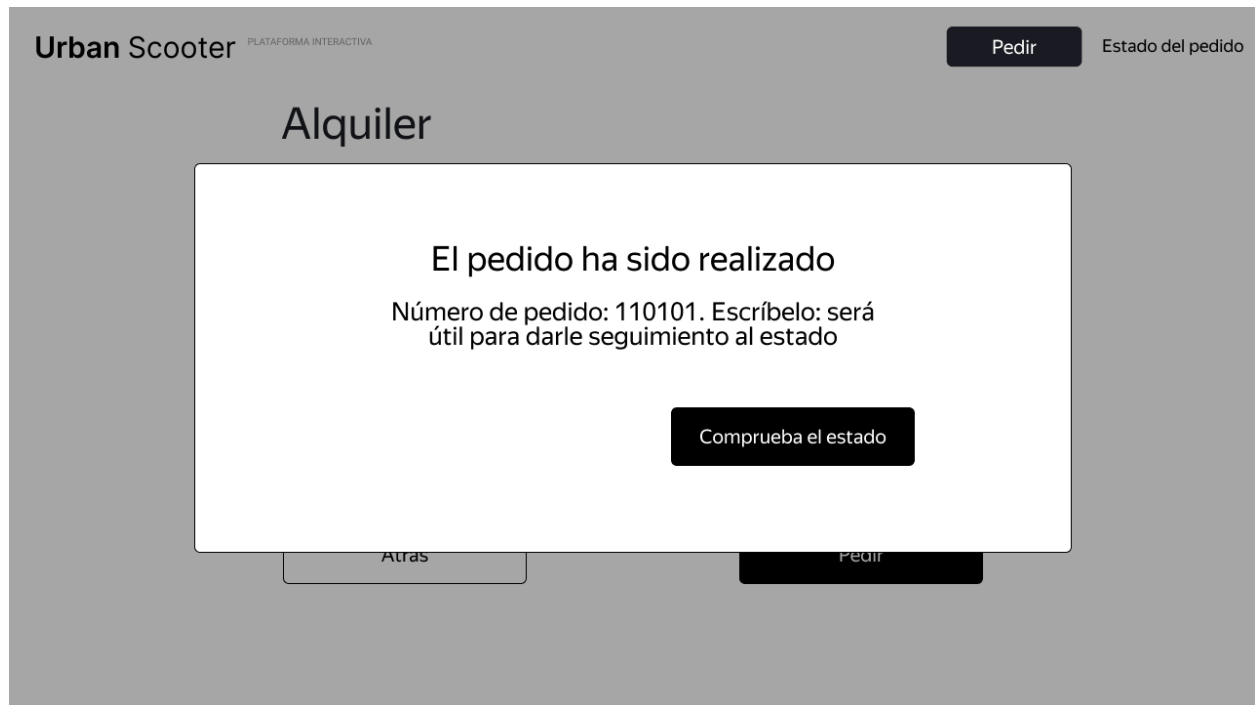 Urban Scooter PLATAFORMA INTERACTIVA
Pedir
Estado del pedido
Alquiler
El pedido ha sido realizado
Número de pedido: 110101. Escríbelo: será
útil para darle seguimiento al estado
Comprueba el estado
Atrás
Pedir